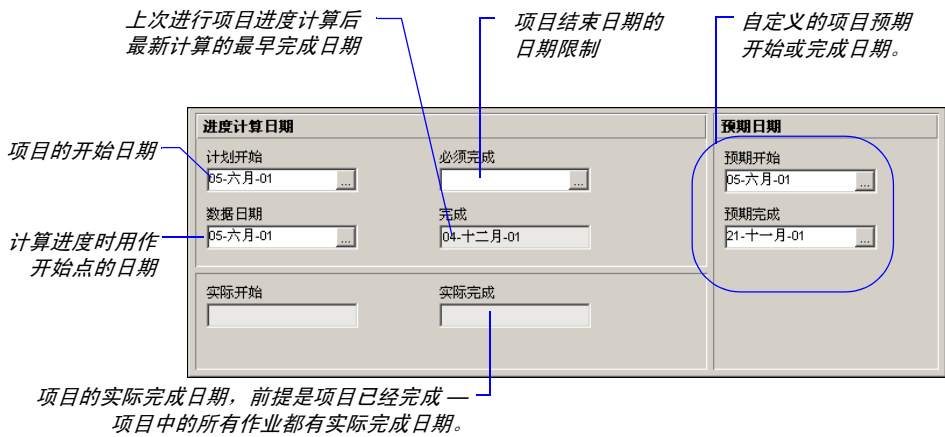 上次进行项目进度计算后
最新计算的最早完成日期
项目结束日期的
日期限制
自定义的项目预期
开始或完成日期。
进度计算日期
预期日期
项目的开始日期
计划开始
必须完成
预期开始
05-六月-01
...
...
05-六月-01
...
计算进度时用作
开始点的日期
数据日期
完成
预期完成
05-六月-01
...
04-十二月-01
21-十一月-01
...
实际开始
实际完成
项目的实际完成日期，前提是项目已经完成 —
项目中的所有作业都有实际完成日期。